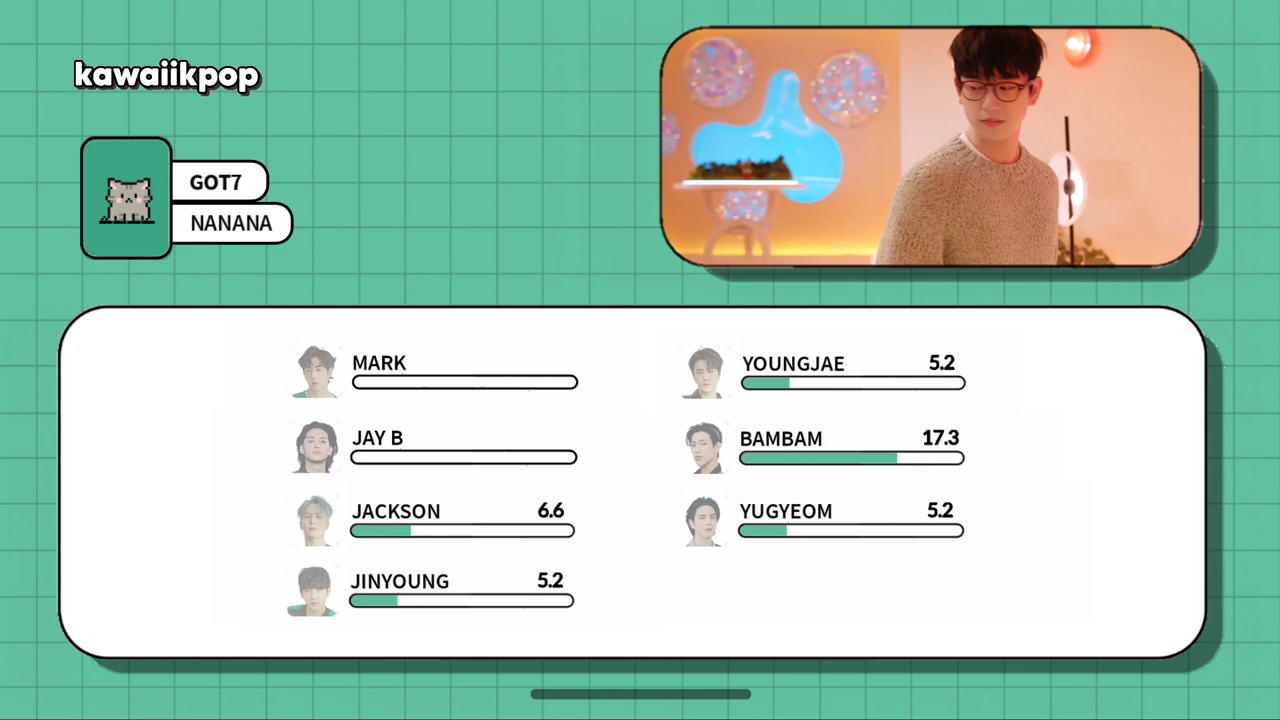 kawaiikpop
GOT7
NANANA
MARK
JAY B
JACKSON 6.6
JINYOUNG 5.2
YOUNGJAE 5.2
BAMBAM 17.3
YUGYEOM 5.2